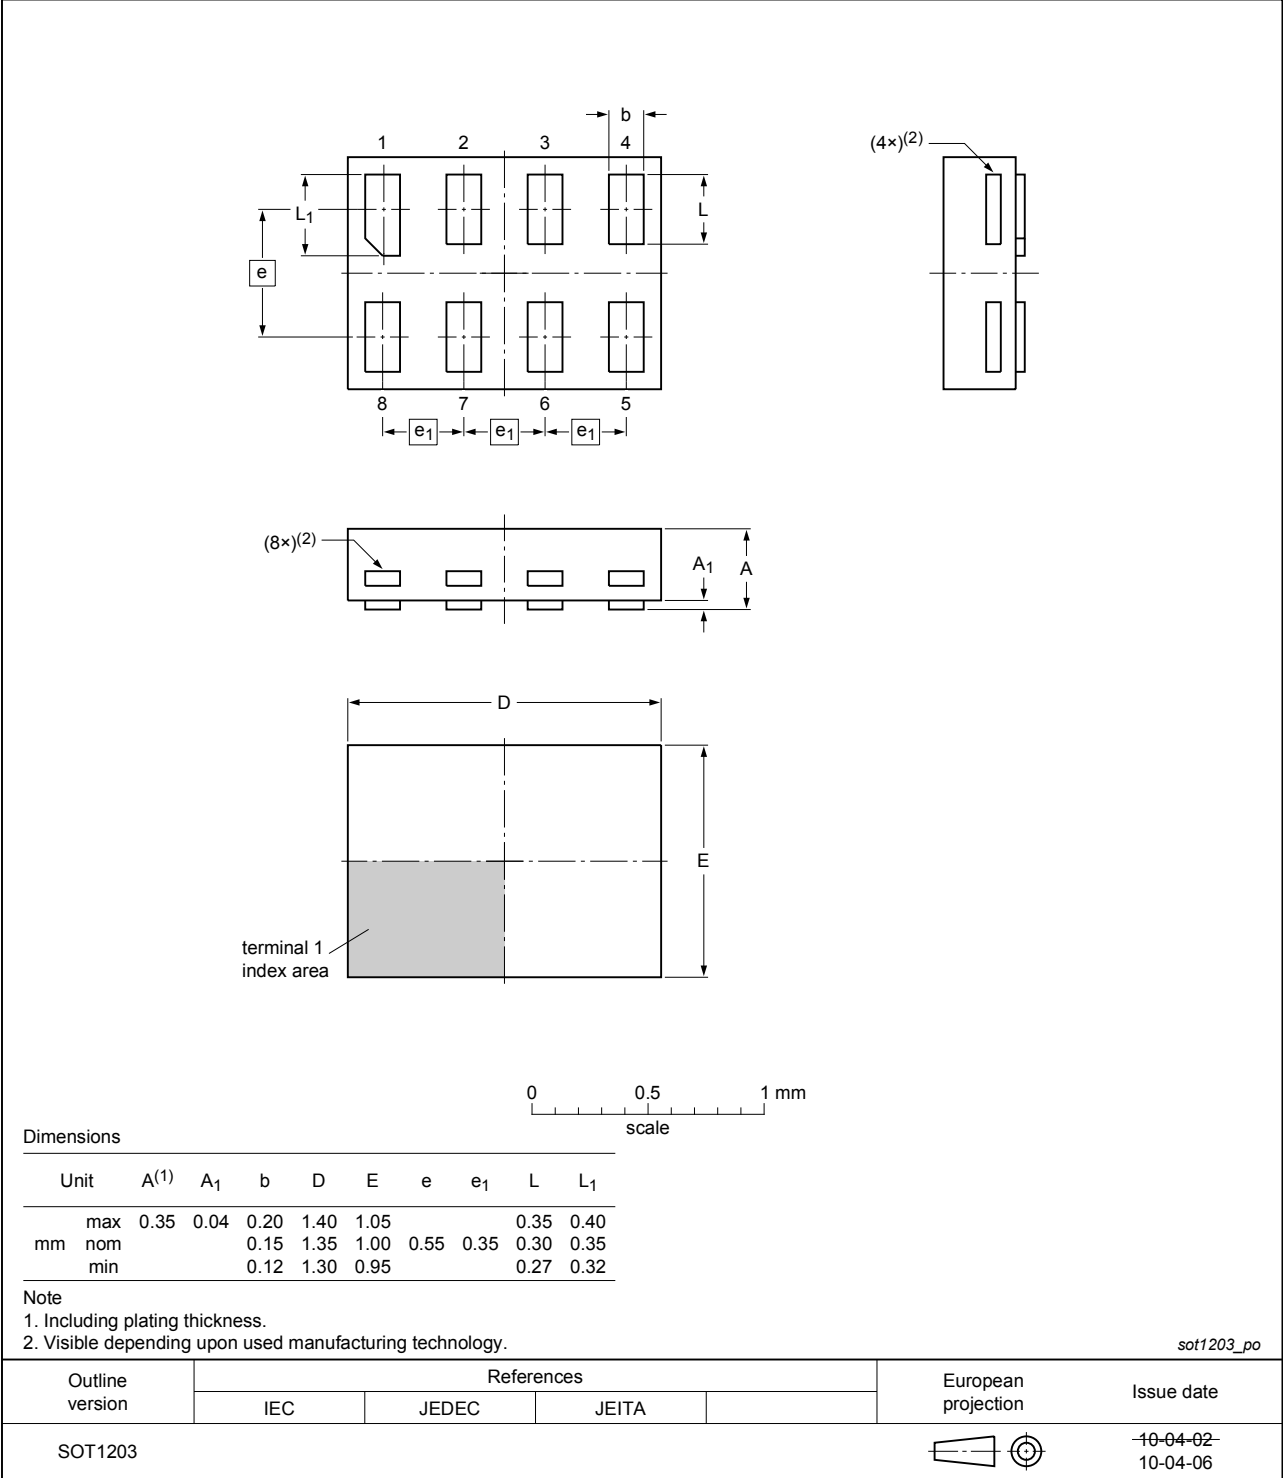 b
1 2 3 4
(4×)(2)
L1
L
e
8 7 6 5
e1 e1 e1
(8×)(2)
A1 A
D
E
terminal 1
index area
0 0.5 1 mm
scale
Dimensions
Unit A(1) A1 b D E e e1 L L1
max 0.35 0.04 0.20 1.40 1.05 0.35 0.40
mm nom 0.15 1.35 1.00 0.55 0.35 0.30 0.35
min 0.12 1.30 0.95 0.27 0.32
Note
1. Including plating thickness.
2. Visible depending upon used manufacturing technology.
sot1203_po
Outline
version
References
IEC JEDEC JEITA
European
projection
Issue date
SOT1203
10-04-02
10-04-06